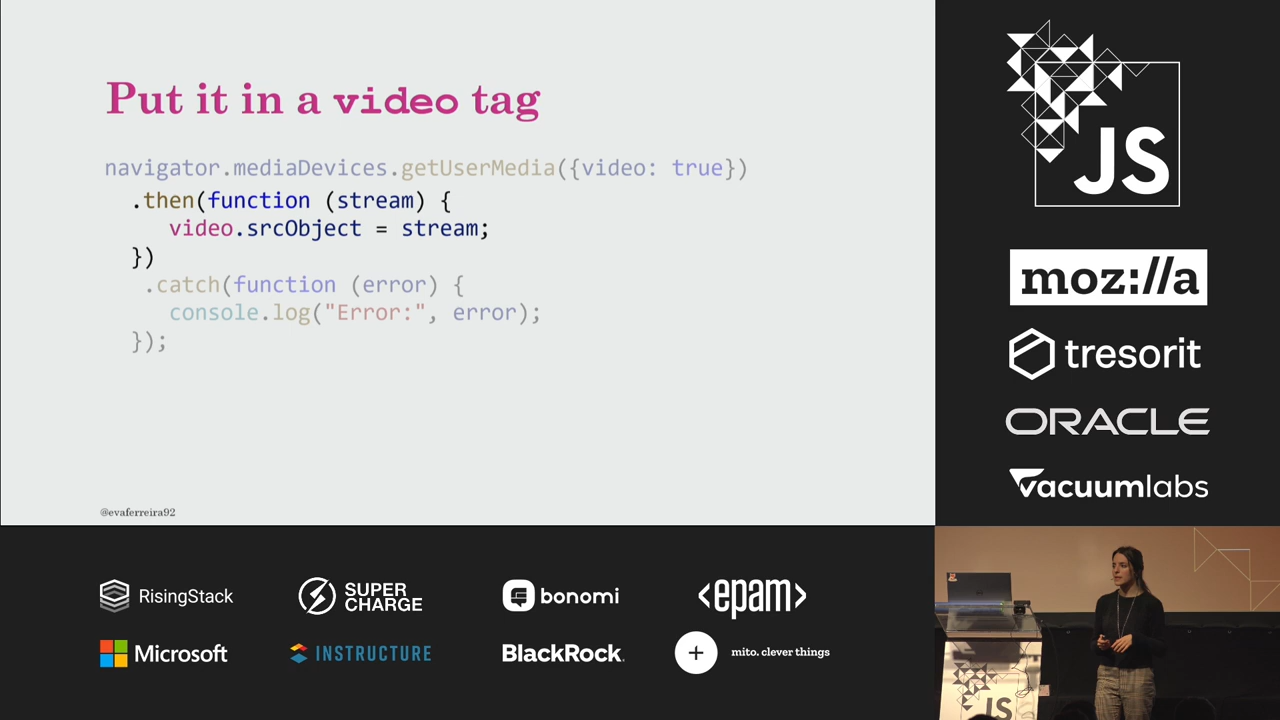 Put it in a video tag
navigator.mediaDevices.getUserMedia({video: true})
.then(function (stream) {
video.srcObject = stream;
})
.catch(function (error) {
console.log("Error:", error);
});
@evaferreira92
JS
moz://a
tresorit
ORACLE
vacuumlabs
RisingStack
SUPER
CHARGE
bonomi
<epam>
Microsoft
INSTRUCTURE
BlackRock.
mito. clever things
JS